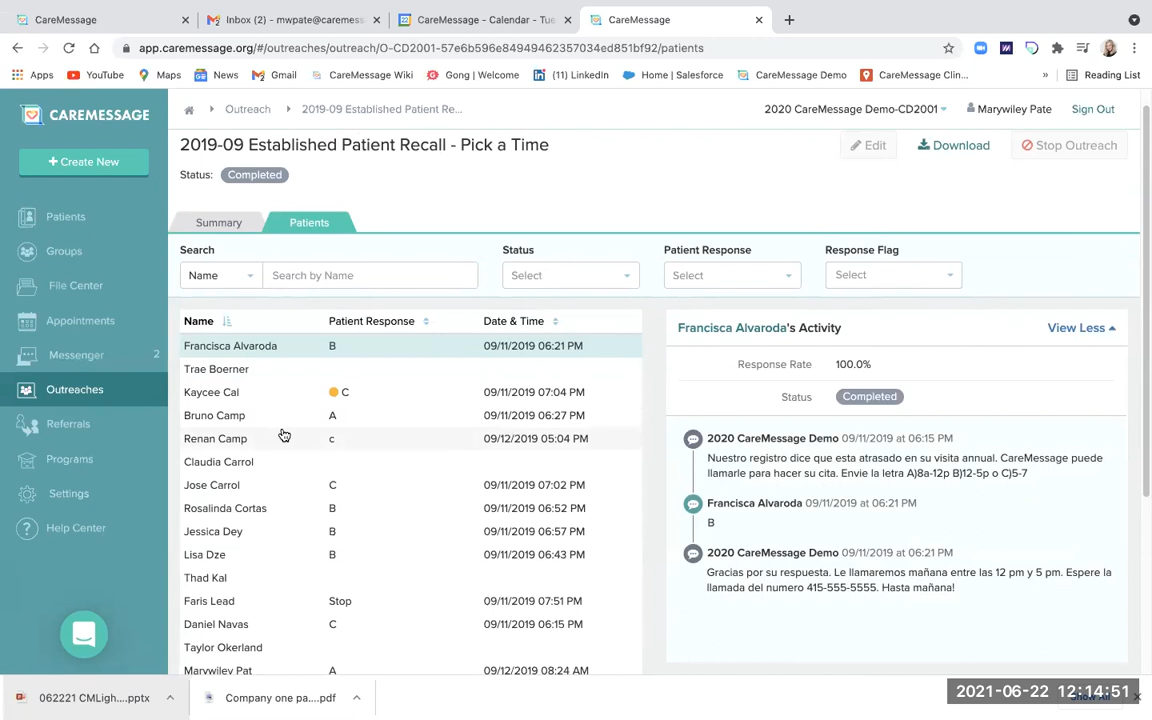 CareMessage
Inbox (2) - mwpate@caremess
CareMessage - Calendar - Tue
CareMessage
app.caremessage.org/#/outreaches/outreach/O-CD2001-57e6b596e84949462357034ed851bf92/patients
Apps
YouTube
Maps
News
Gmail
CareMessage Wiki
Gong | Welcome
(11) LinkedIn
Home | Salesforce
CareMessage Demo
CareMessage Clin...
»
Reading List
CAREMESSAGE
Outreach
2019-09 Established Patient Re...
2020 CareMessage Demo-CD2001
Marywiley Pate
Sign Out
+ Create New
Patients
Groups
File Center
Appointments
Messenger 2
Outreaches
Referrals
Programs
Settings
Help Center
2019-09 Established Patient Recall - Pick a Time
Edit
Download
Stop Outreach
Status: Completed
Summary
Patients
Search
Status
Patient Response
Response Flag
Name
Search by Name
Select
Select
Select
Name Patient Response Date & Time
Francisca Alvaroda B 09/11/2019 06:21 PM
Trae Boerner
Kaycee Cal C 09/11/2019 07:04 PM
Bruno Camp A 09/11/2019 06:27 PM
Renan Camp c 09/12/2019 05:04 PM
Claudia Carrol
Jose Carrol C 09/11/2019 07:02 PM
Rosalinda Cortas B 09/11/2019 06:52 PM
Jessica Dey B 09/11/2019 06:57 PM
Lisa Dze B 09/11/2019 06:43 PM
Thad Kal
Faris Lead Stop 09/11/2019 07:51 PM
Daniel Navas C 09/11/2019 06:15 PM
Taylor Okerland
Marywiley Pat A 09/12/2019 08:24 AM
Francisca Alvaroda's Activity
View Less
Response Rate 100.0%
Status Completed
2020 CareMessage Demo 09/11/2019 at 06:15 PM
Nuestro registro dice que esta atrasado en su visita annual. CareMessage puede
llamarle para hacer su cita. Envie la letra A)8a-12p B)12-5p o C)5-7
Francisca Alvaroda 09/11/2019 at 06:21 PM
B
2020 CareMessage Demo 09/11/2019 at 06:21 PM
Gracias por su respuesta. Le llamaremos mañana entre las 12 pm y 5 pm. Espere la
llamada del numero 415-555-5555. Hasta mañana!
062221 CMLigh....pptx
Company one pa....pdf
2021-06-22 12:14:51